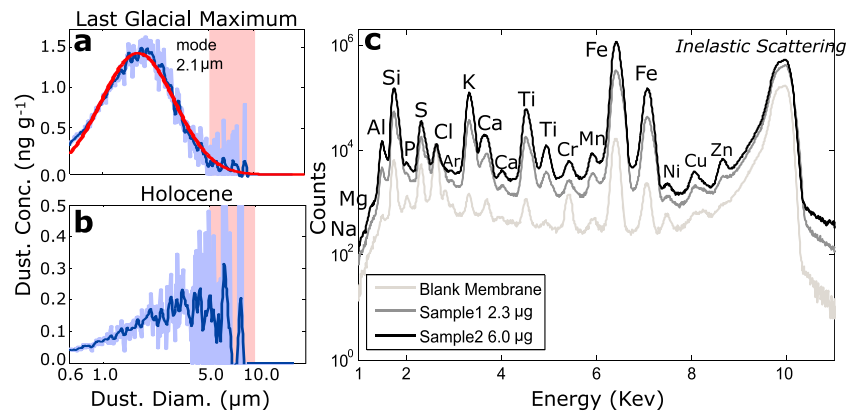 Last Glacial Maximum
a
mode
2.1µm
1.5
1.0
0.5
0.0
Dust. Conc. (ng g⁻¹)
Holocene
b
0.5
0.4
0.3
0.2
0.1
0.0
0.6 1.0 5.0 10.0
Dust. Diam. (µm)
c
Inelastic Scattering
Fe
Si
K
Fe
S
Ti
Al
Cl
Ca
Ti
Mn
P
Ar
Ca
Cr
Zn
Ni
Cu
Mg
Na
10⁶
10⁴
10²
10⁰
Counts
Blank Membrane
Sample1 2.3 µg
Sample2 6.0 µg
1 2 4 6 8 10
Energy (Kev)